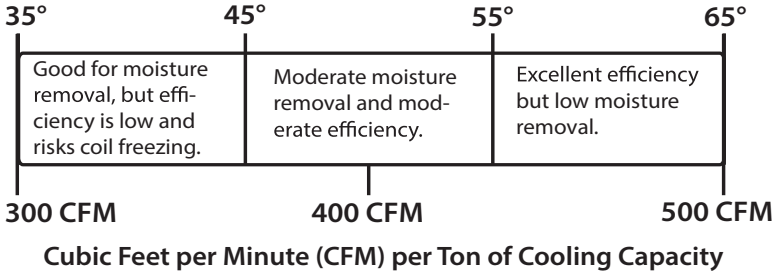 35° 45° 55° 65°
Good for moisture
removal, but effi-
ciency is low and
risks coil freezing.
Moderate moisture
removal and mod-
erate efficiency.
Excellent efficiency
but low moisture
removal.
300 CFM 400 CFM 500 CFM
Cubic Feet per Minute (CFM) per Ton of Cooling Capacity